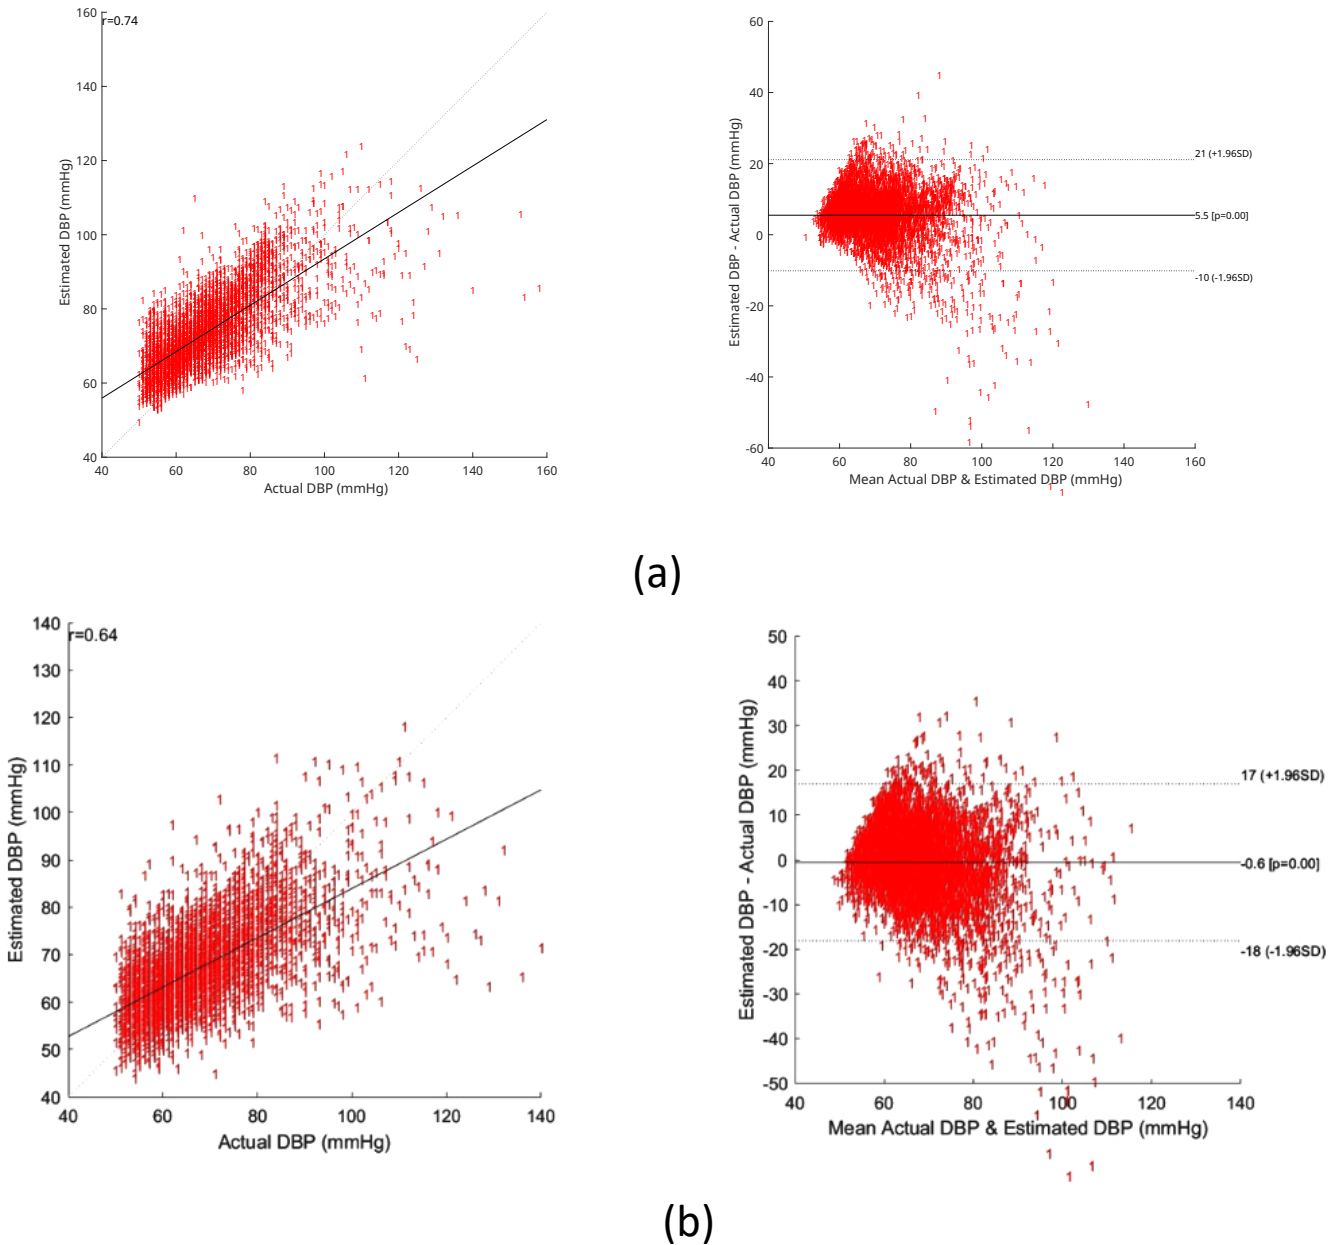 r=0.74
160
140
120
100
80
60
40
40 60 80 100 120 140 160
Estimated DBP (mmHg)
Actual DBP (mmHg)
60
40
20
0
-20
-40
-60
40 60 80 100 120 140 160
Estimated DBP - Actual DBP (mmHg)
Mean Actual DBP & Estimated DBP (mmHg)
21 (+1.96SD)
5.5 [p=0.00]
-10 (-1.96SD)
(a)
r=0.64
140
130
120
110
100
90
80
70
60
50
40
40 60 80 100 120 140
Estimated DBP (mmHg)
Actual DBP (mmHg)
50
40
30
20
10
0
-10
-20
-30
-40
-50
40 60 80 100 120 140
Estimated DBP - Actual DBP (mmHg)
Mean Actual DBP & Estimated DBP (mmHg)
17 (+1.96SD)
-0.6 [p=0.00]
-18 (-1.96SD)
(b)